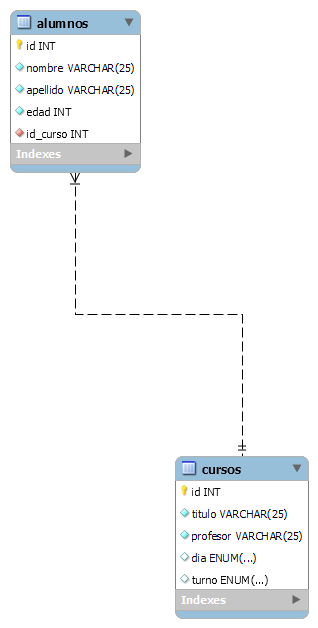 alumnos
id INT
nombre VARCHAR(25)
apellido VARCHAR(25)
edad INT
id_curso INT
Indexes
cursos
id INT
titulo VARCHAR(25)
profesor VARCHAR(25)
dia ENUM(...)
turno ENUM(...)
Indexes